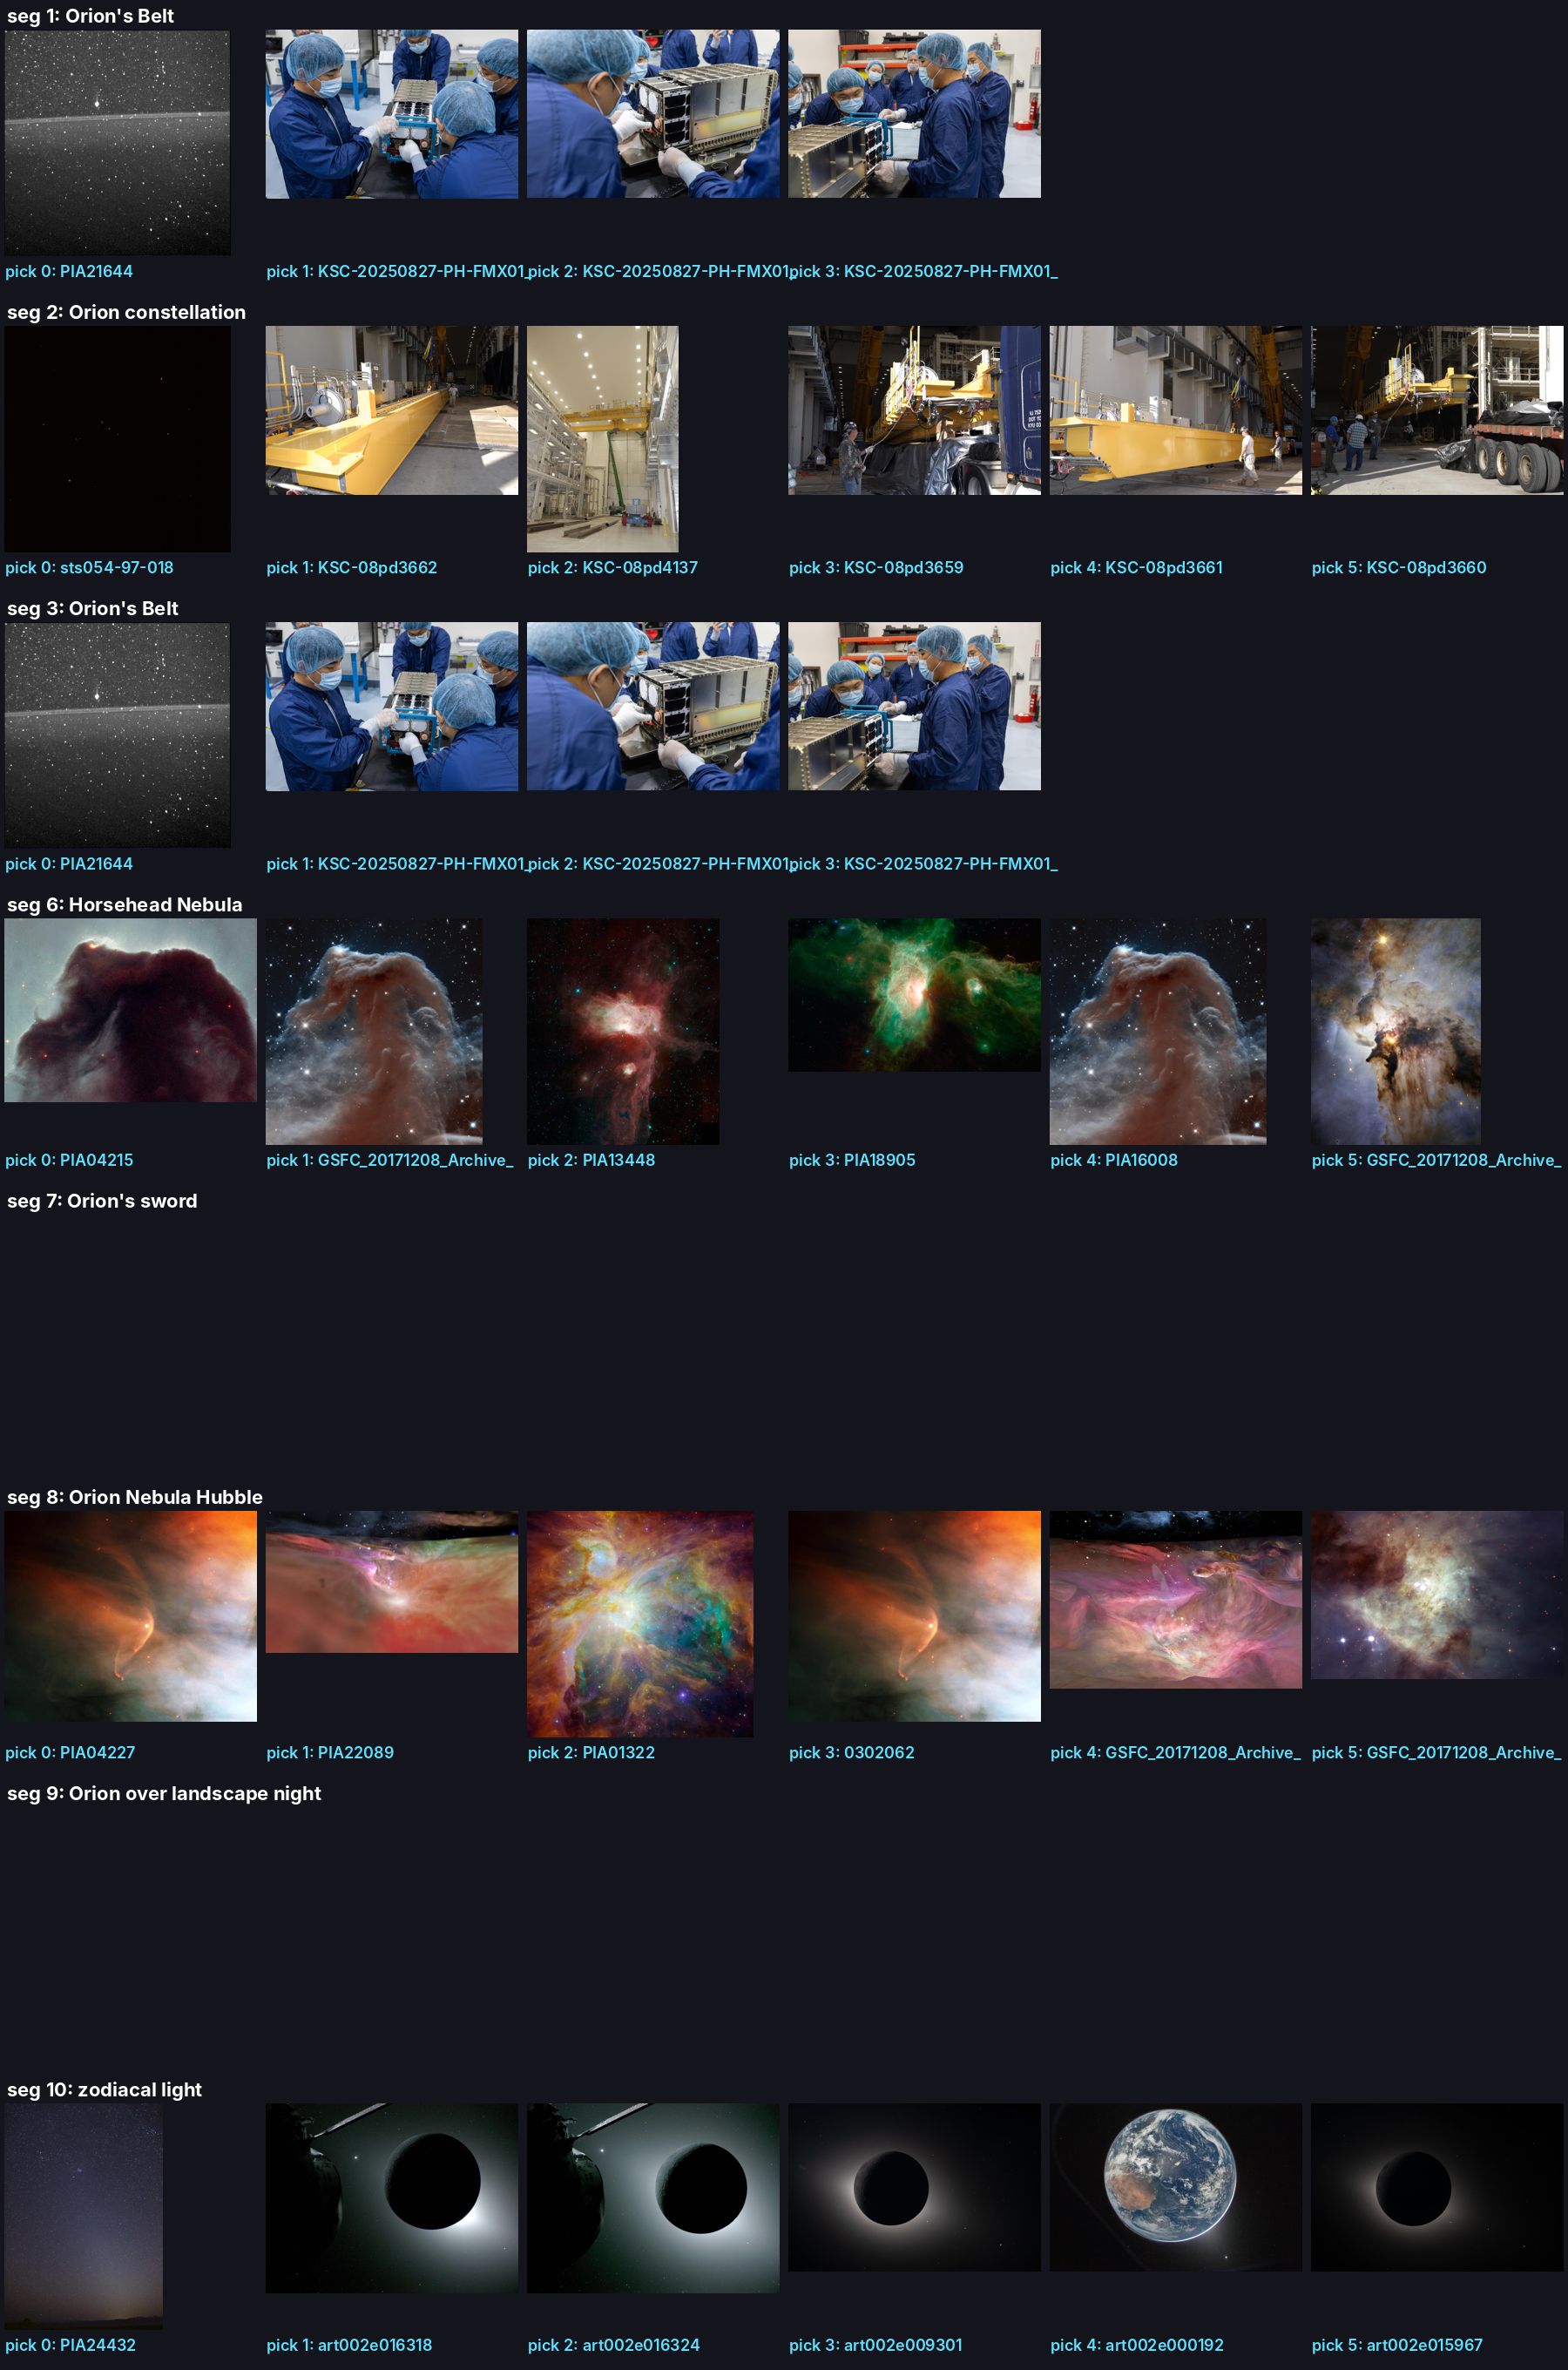 seg 1: Orion's Belt
pick 0: PIA21644
pick 1: KSC-20250827-PH-FMX01_
pick 2: KSC-20250827-PH-FMX01_
pick 3: KSC-20250827-PH-FMX01_
seg 2: Orion constellation
pick 0: sts054-97-018
pick 1: KSC-08pd3662
pick 2: KSC-08pd4137
pick 3: KSC-08pd3659
pick 4: KSC-08pd3661
pick 5: KSC-08pd3660
seg 3: Orion's Belt
pick 0: PIA21644
pick 1: KSC-20250827-PH-FMX01_
pick 2: KSC-20250827-PH-FMX01_
pick 3: KSC-20250827-PH-FMX01_
seg 6: Horsehead Nebula
pick 0: PIA04215
pick 1: GSFC_20171208_Archive_
pick 2: PIA13448
pick 3: PIA18905
pick 4: PIA16008
pick 5: GSFC_20171208_Archive_
seg 7: Orion's sword
seg 8: Orion Nebula Hubble
pick 0: PIA04227
pick 1: PIA22089
pick 2: PIA01322
pick 3: 0302062
pick 4: GSFC_20171208_Archive_
pick 5: GSFC_20171208_Archive_
seg 9: Orion over landscape night
seg 10: zodiacal light
pick 0: PIA24432
pick 1: art002e016318
pick 2: art002e016324
pick 3: art002e009301
pick 4: art002e000192
pick 5: art002e015967